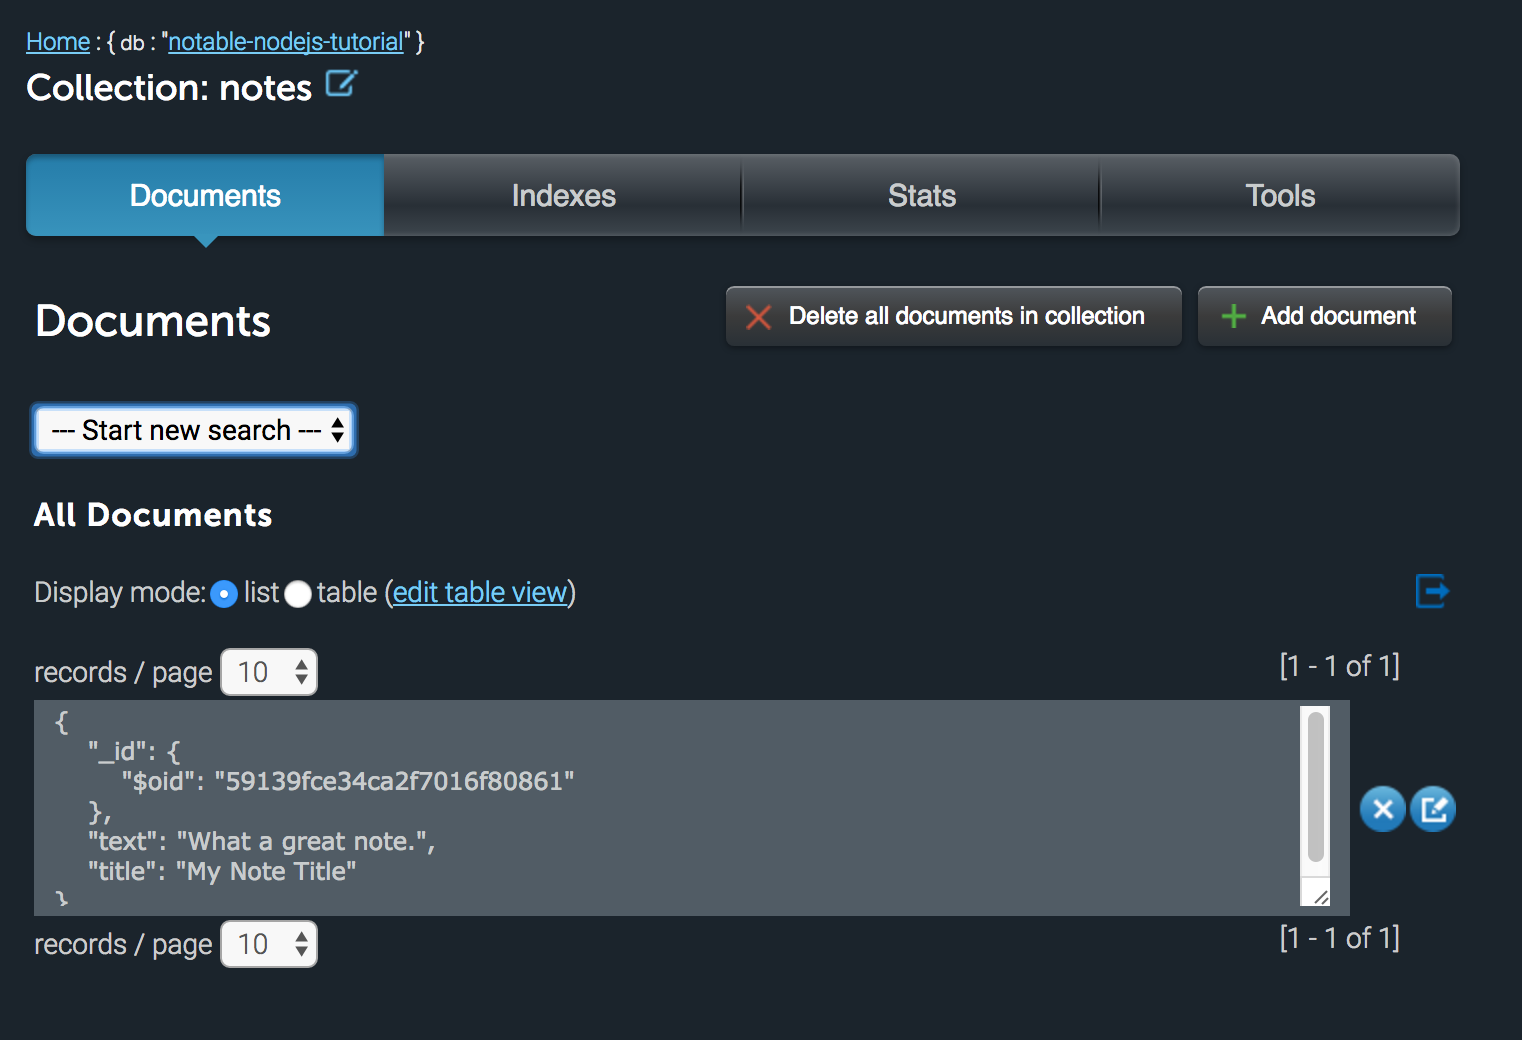 Home : { db : "notable-nodejs-tutorial" }
Collection: notes
Documents
Indexes
Stats
Tools
Documents
Delete all documents in collection
Add document
--- Start new search ---
All Documents
Display mode: list table (edit table view)
records / page 10
[1 - 1 of 1]
{
"_id": {
"$oid": "59139fce34ca2f7016f80861"
},
"text": "What a great note.",
"title": "My Note Title"
}
records / page 10
[1 - 1 of 1]